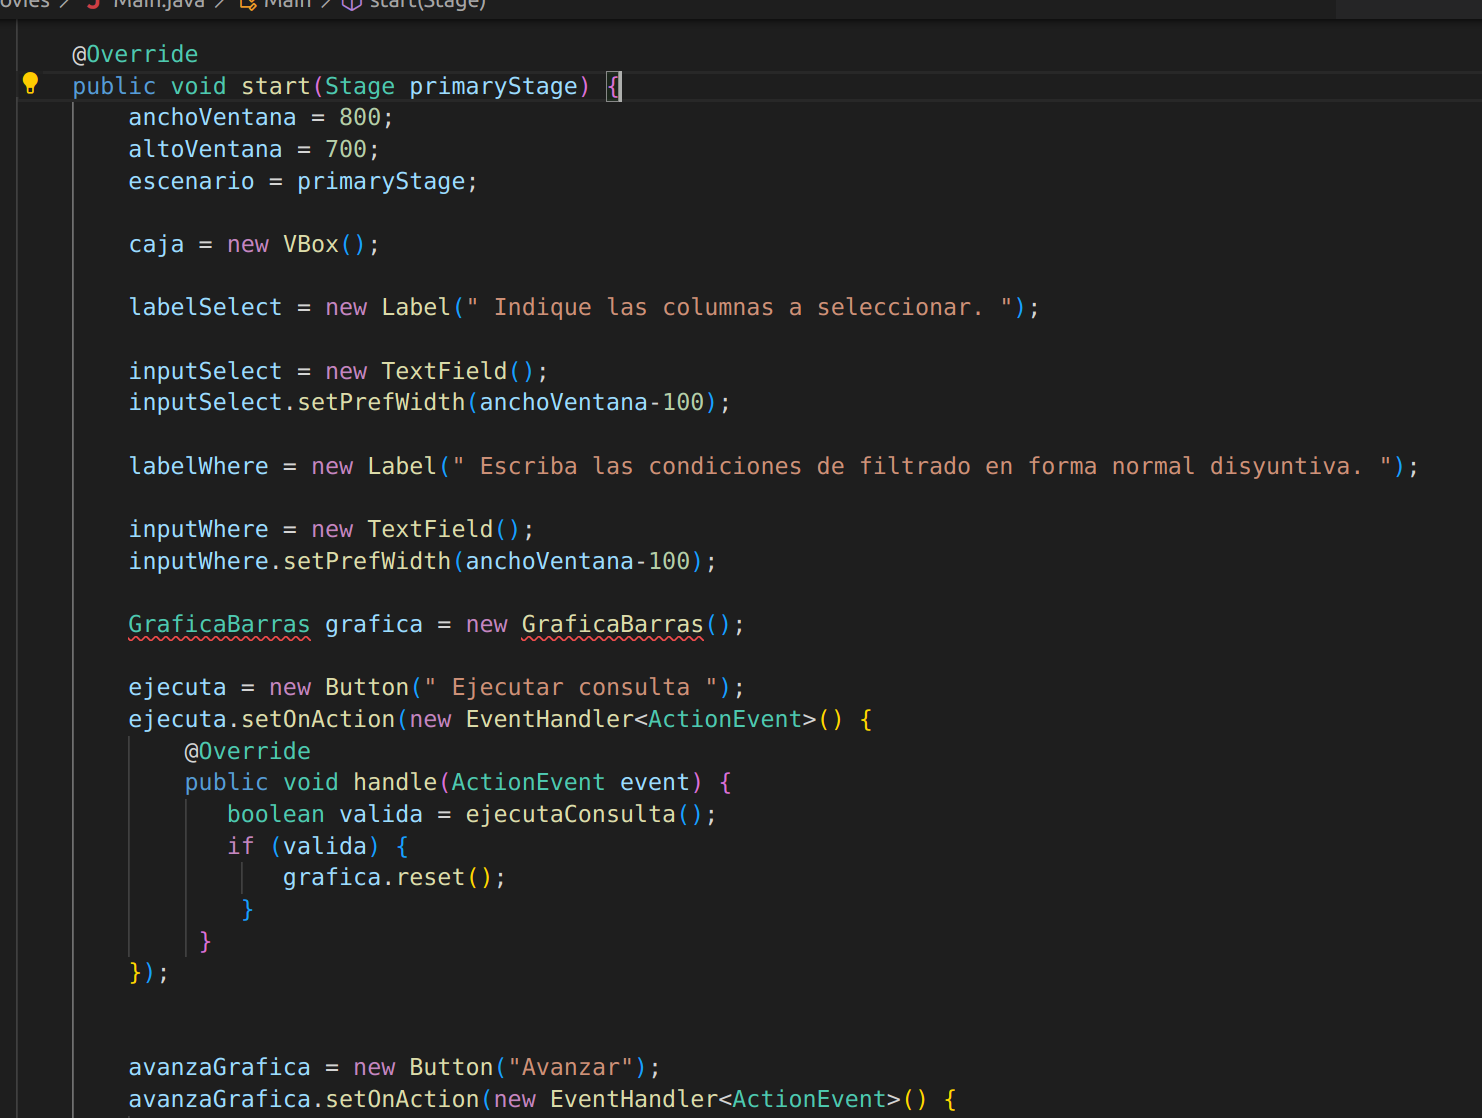 ovies > Main.java > Main > start(Stage)
@Override
public void start(Stage primaryStage) {
anchoVentana = 800;
altoVentana = 700;
escenario = primaryStage;
caja = new VBox();
labelSelect = new Label(" Indique las columnas a seleccionar. ");
inputSelect = new TextField();
inputSelect.setPrefWidth(anchoVentana-100);
labelWhere = new Label(" Escriba las condiciones de filtrado en forma normal disyuntiva. ");
inputWhere = new TextField();
inputWhere.setPrefWidth(anchoVentana-100);
GraficaBarras grafica = new GraficaBarras();
ejecuta = new Button(" Ejecutar consulta ");
ejecuta.setOnAction(new EventHandler<ActionEvent>() {
@Override
public void handle(ActionEvent event) {
boolean valida = ejecutaConsulta();
if (valida) {
grafica.reset();
}
}
});
avanzaGrafica = new Button("Avanzar");
avanzaGrafica.setOnAction(new EventHandler<ActionEvent>() {